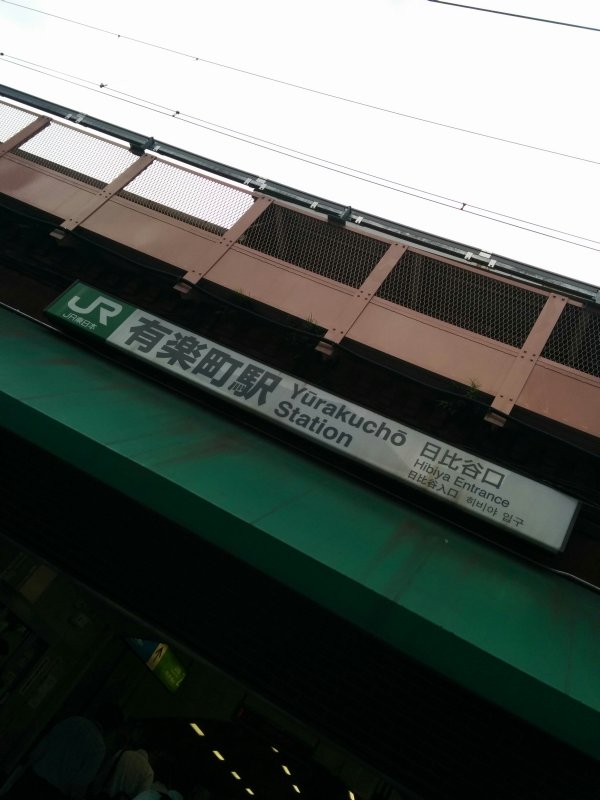 JR
JR東日本
有楽町駅
Yūrakuchō
Station
日比谷口
Hibiya Entrance
日比谷入口 히비야 입구